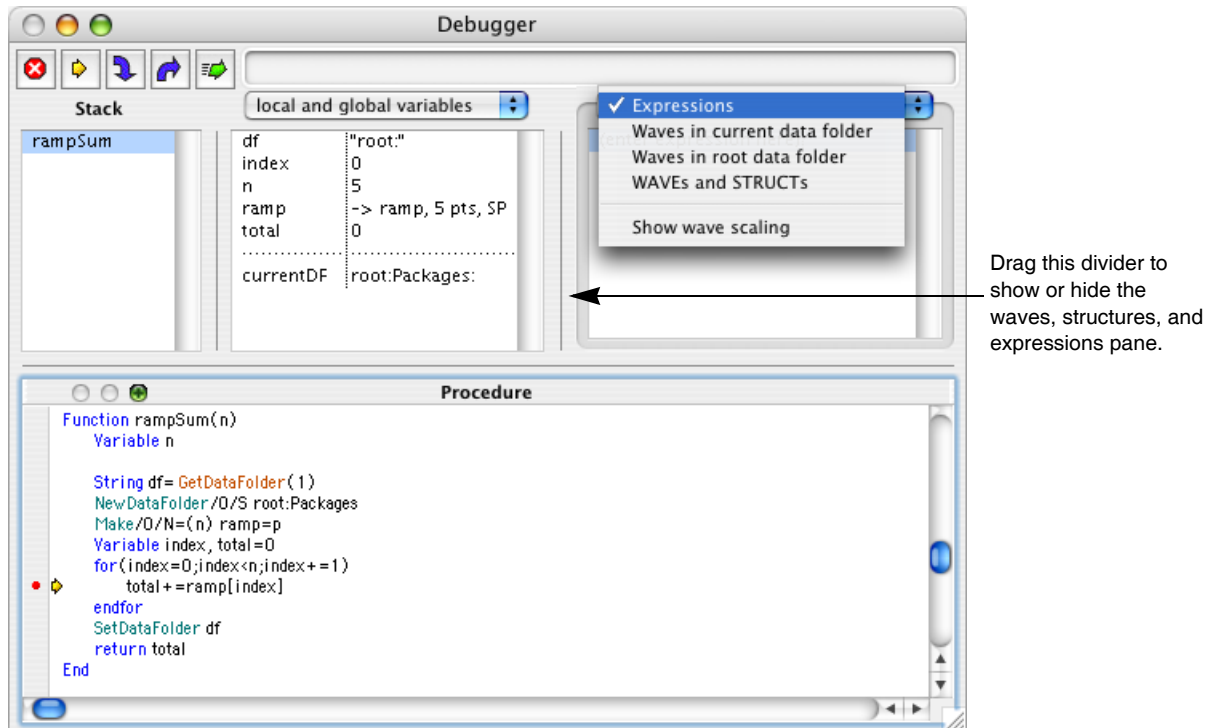 Debugger
Stack
local and global variables
✓ Expressions
Waves in current data folder
Waves in root data folder
WAVEs and STRUCTs
Show wave scaling
rampSum
df "root:"
index 0
n 5
ramp -> ramp, 5 pts, SP
total 0
currentDF root:Packages:
Drag this divider to
show or hide the
waves, structures, and
expressions pane.
Procedure
Function rampSum(n)
Variable n
String df= GetDataFolder(1)
NewDataFolder/O/S root:Packages
Make/O/N=(n) ramp=p
Variable index, total=0
for(index=0;index<n;index+=1)
total+=ramp[index]
endfor
SetDataFolder df
return total
End